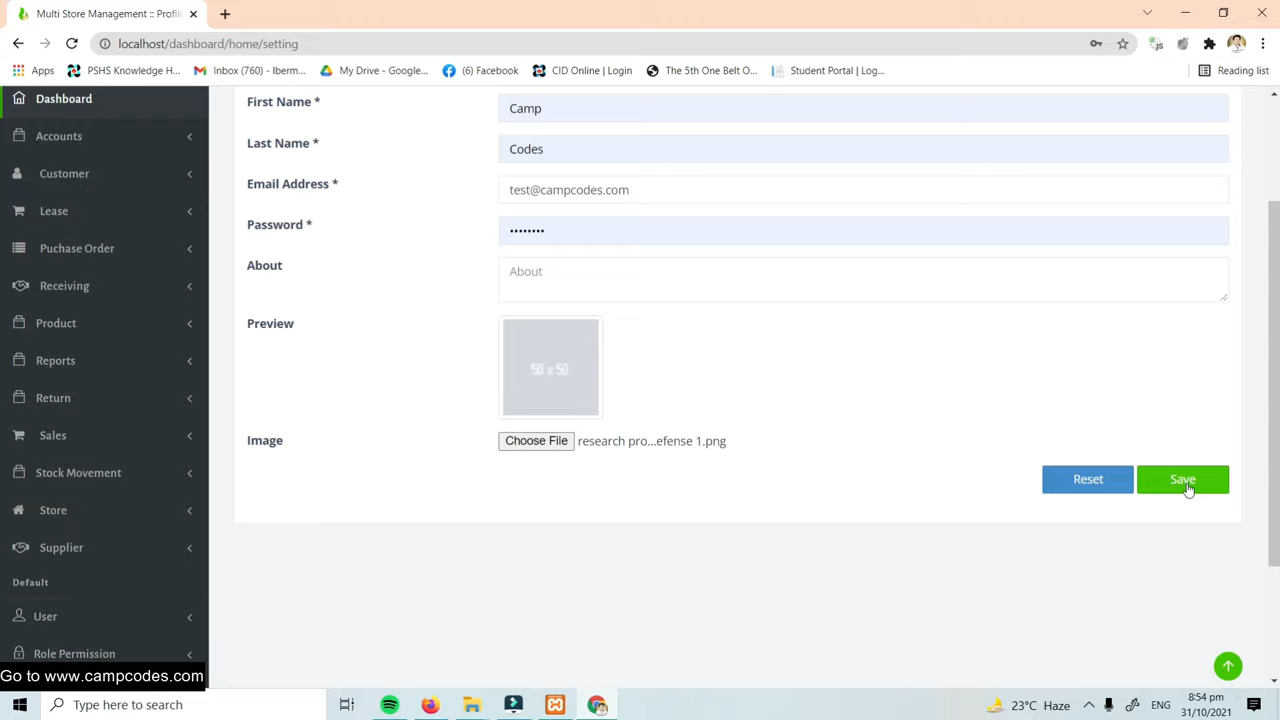 Multi Store Management :: Profile
localhost/dashboard/home/setting
Apps
PSHS Knowledge H...
Inbox (760) - Iberm...
My Drive - Google...
(6) Facebook
CID Online | Login
The 5th One Belt O...
Student Portal | Log...
Reading list
Dashboard
Accounts
Customer
Lease
Puchase Order
Receiving
Product
Reports
Return
Sales
Stock Movement
Store
Supplier
Default
User
Role Permission
First Name *
Camp
Last Name *
Codes
Email Address *
test@campcodes.com
Password *
••••••••
About
About
Preview
50 x 50
Image
Choose File research pro...efense 1.png
Reset
Save
Go to www.campcodes.com
Type here to search
23°C Haze
ENG
8:54 pm
31/10/2021